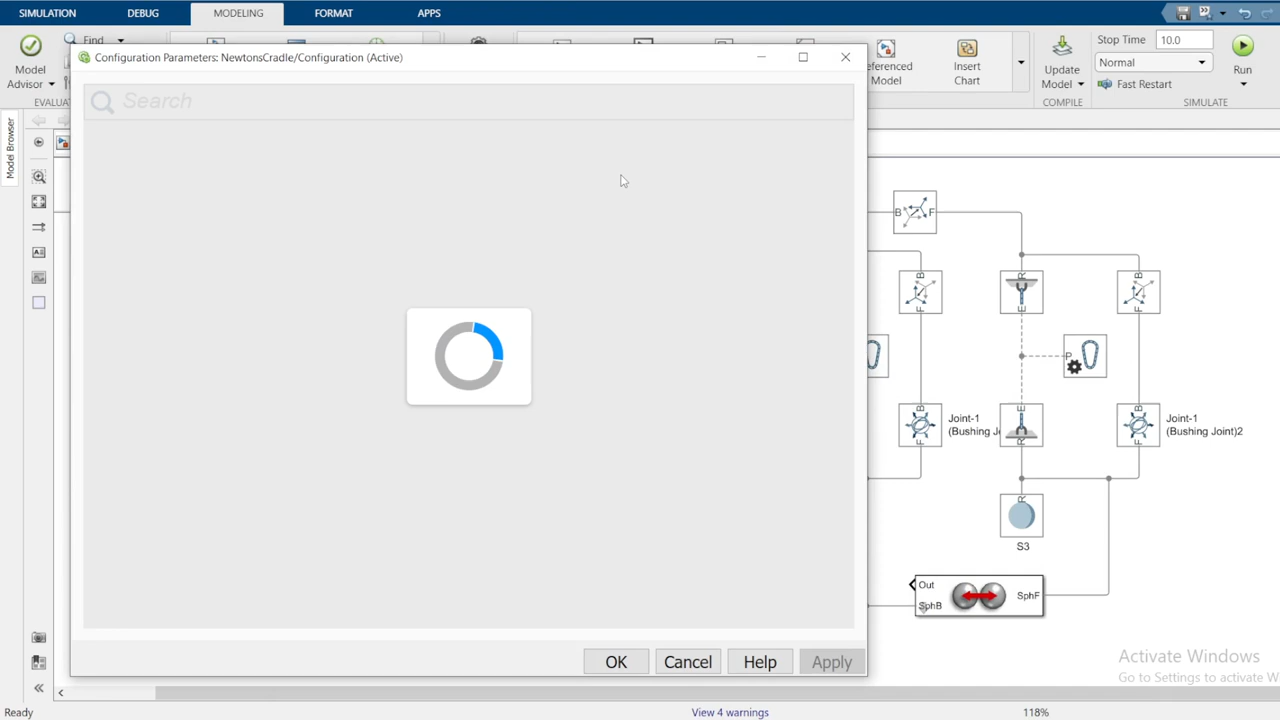 SIMULATION DEBUG MODELING FORMAT APPS
Find
Model
Advisor
EVALUA
eferenced
Model
Insert
Chart
Update
Model
COMPILE
Stop Time 10.0
Normal
Fast Restart
Run
SIMULATE
Configuration Parameters: NewtonsCradle/Configuration (Active)
Search
Model Browser
B F
B
R
B
F
E
F
P
B
E
B
Joint-1
(Bushing Jo
Joint-1
(Bushing Joint)2
F
R
F
R
S3
Out
SphB
SphF
OK Cancel Help Apply
Activate Windows
Go to Settings to activate W
Ready View 4 warnings 118%